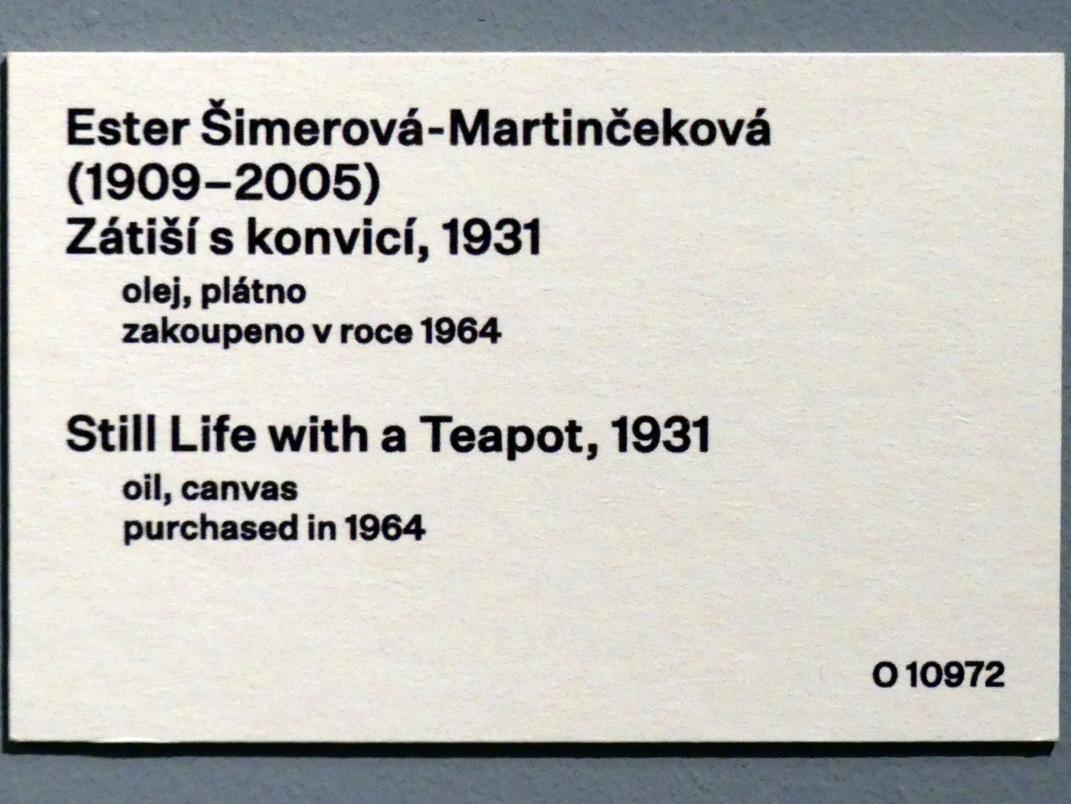 Ester Šimerová-Martinčeková
(1909–2005)
Zátiší s konvicí, 1931
olej, plátno
zakoupeno v roce 1964
Still Life with a Teapot, 1931
oil, canvas
purchased in 1964
O 10972